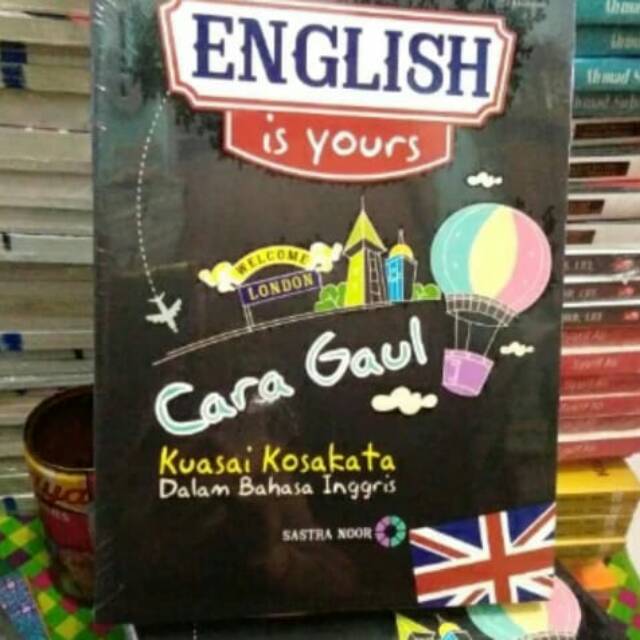 ENGLISH
is yours
WELCOME
LONDON
Cara Gaul
Kuasai Kosakata
Dalam Bahasa Inggris
SASTRA NOOR